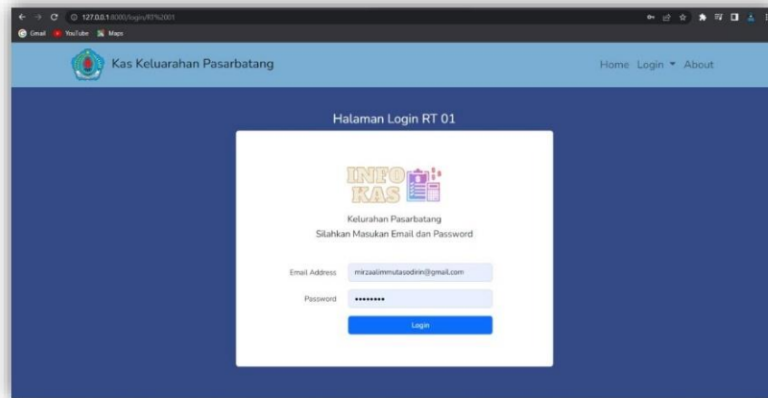 127.0.0.1:8000/login/RT%2001
Gmail YouTube Maps
Kas Keluarahan Pasarbatang
Home Login About
Halaman Login RT 01
INFO
KAS
Kelurahan Pasarbatang
Silahkan Masukan Email dan Password
Email Address mirzaalimmutasodirin@gmail.com
Password ••••••••
Login